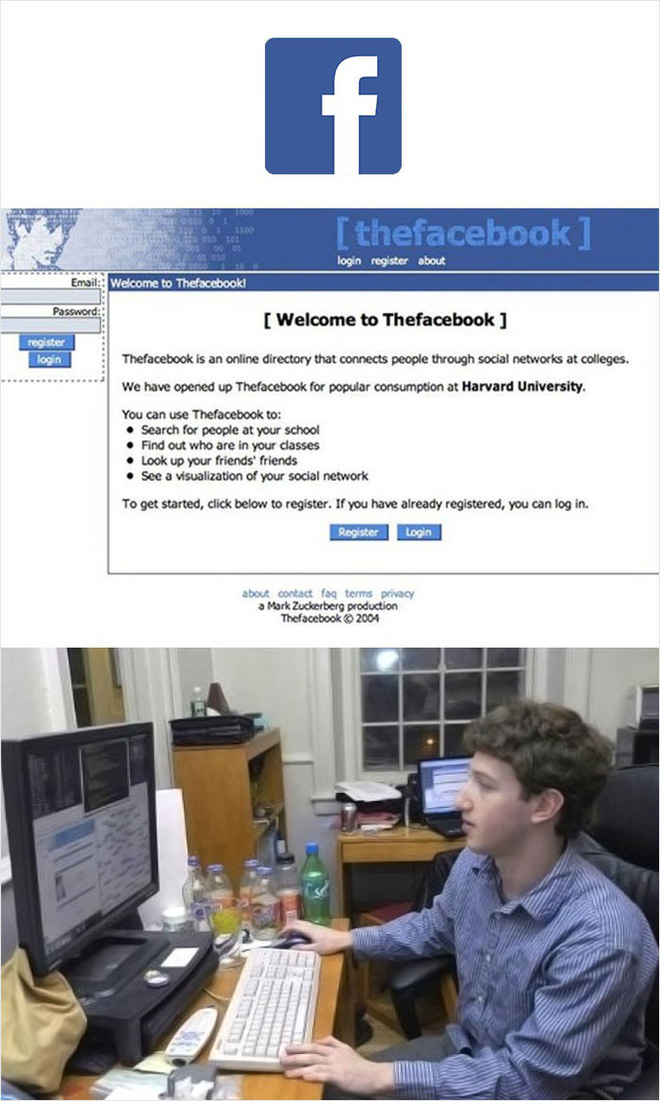 f
[thefacebook]
login register about
Email:
Password:
register
login
Welcome to Thefacebook!
[ Welcome to Thefacebook ]
Thefacebook is an online directory that connects people through social networks at colleges.
We have opened up Thefacebook for popular consumption at Harvard University.
You can use Thefacebook to:
• Search for people at your school
• Find out who are in your classes
• Look up your friends' friends
• See a visualization of your social network
To get started, click below to register. If you have already registered, you can log in.
Register Login
about contact faq terms privacy
a Mark Zuckerberg production
Thefacebook © 2004